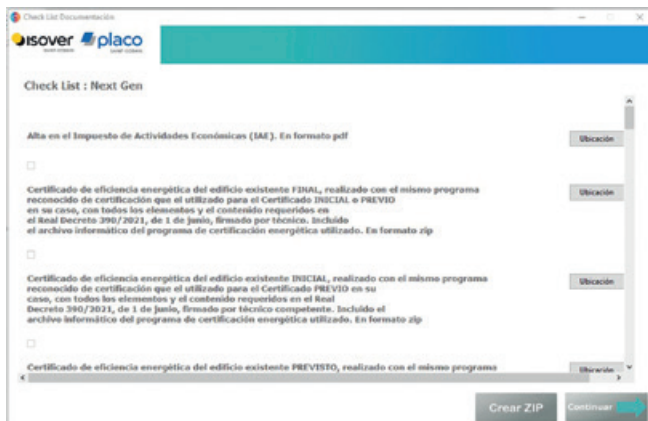 Check List Documentación
isover placo
SAINT-GOBAIN SAINT-GOBAIN
Check List : Next Gen
Alta en el Impuesto de Actividades Económicas (IAE). En formato pdf
Ubicación
Certificado de eficiencia energética del edificio existente FINAL, realizado con el mismo programa
reconocido de certificación que el utilizado para el Certificado INICIAL o PREVIO
en su caso, con todos los elementos y el contenido requeridos en
el Real Decreto 390/2021, de 1 de junio, firmado por técnico. Incluido
el archivo informático del programa de certificación energética utilizado. En formato zip
Ubicación
Certificado de eficiencia energética del edificio existente INICIAL, realizado con el mismo programa
reconocido de certificación que el utilizado para el Certificado PREVIO en su
caso, con todos los elementos y el contenido requeridos en el Real
Decreto 390/2021, de 1 de junio, firmado por técnico competente. Incluido el
archivo informático del programa de certificación energética utilizado. En formato zip
Ubicación
Certificado de eficiencia energética del edificio existente PREVISTO, realizado con el mismo programa
Ubicación
Crear ZIP
Continuar